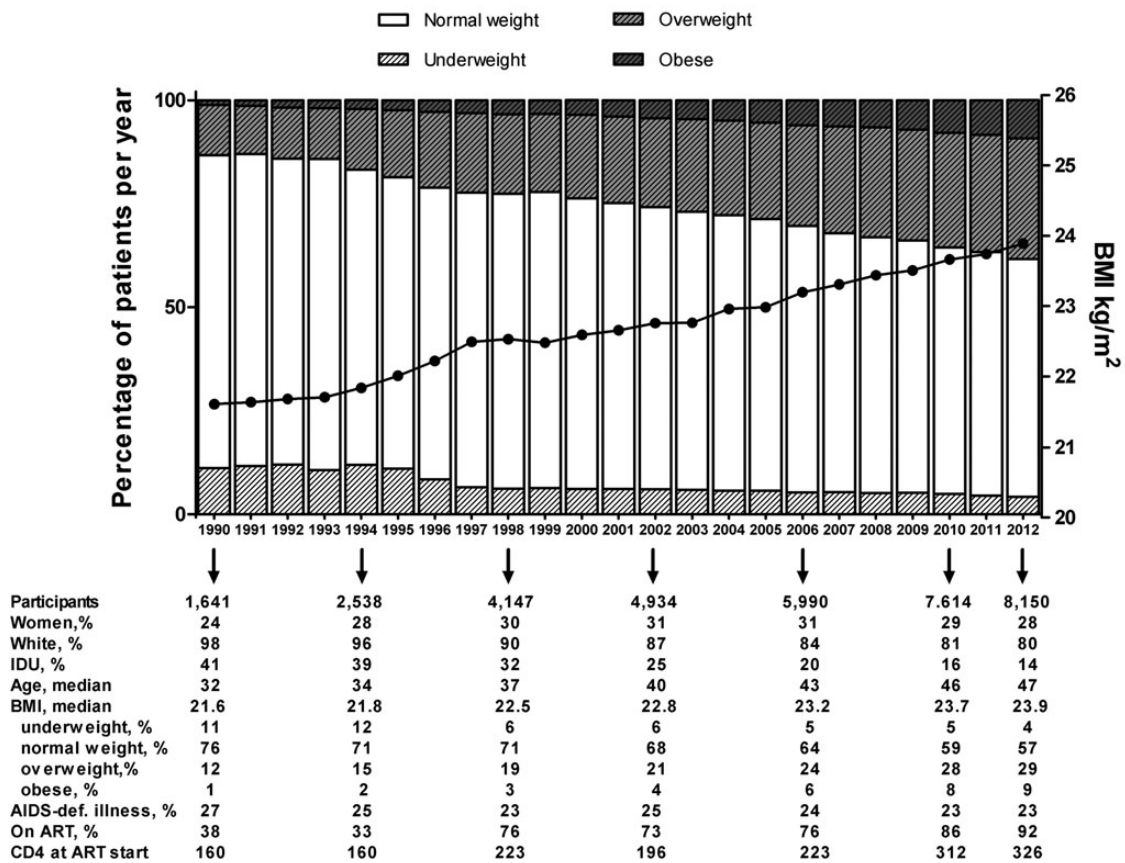 Normal weight Overweight
Underweight Obese
Percentage of patients per year
100
50
0
BMI kg/m²
26
25
24
23
22
21
20
1990 1991 1992 1993 1994 1995 1996 1997 1998 1999 2000 2001 2002 2003 2004 2005 2006 2007 2008 2009 2010 2011 2012
Participants 1,641 2,538 4,147 4,934 5,990 7.614 8,150
Women,% 24 28 30 31 31 29 28
White, % 98 96 90 87 84 81 80
IDU, % 41 39 32 25 20 16 14
Age, median 32 34 37 40 43 46 47
BMI, median 21.6 21.8 22.5 22.8 23.2 23.7 23.9
underweight, % 11 12 6 6 5 5 4
normal weight, % 76 71 71 68 64 59 57
overweight,% 12 15 19 21 24 28 29
obese, % 1 2 3 4 6 8 9
AIDS-def. illness, % 27 25 23 25 24 23 23
On ART, % 38 33 76 73 76 86 92
CD4 at ART start 160 160 223 196 223 312 326